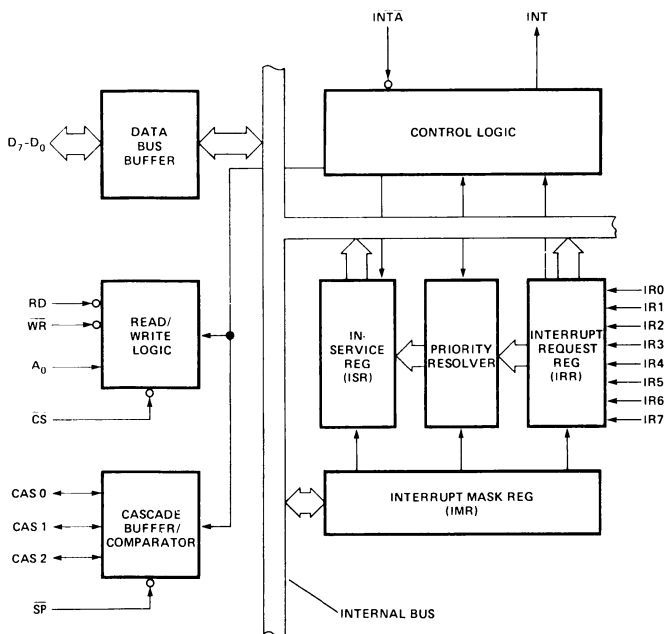 INTA INT
DATA
BUS
BUFFER
D7-D0
CONTROL LOGIC
RD
WR
A0
CS
READ/
WRITE
LOGIC
IN-
SERVICE
REG
(ISR)
PRIORITY
RESOLVER
INTERRUPT
REQUEST
REG
(IRR)
IR0
IR1
IR2
IR3
IR4
IR5
IR6
IR7
CAS 0
CAS 1
CAS 2
SP
CASCADE
BUFFER/
COMPARATOR
INTERRUPT MASK REG
(IMR)
INTERNAL BUS